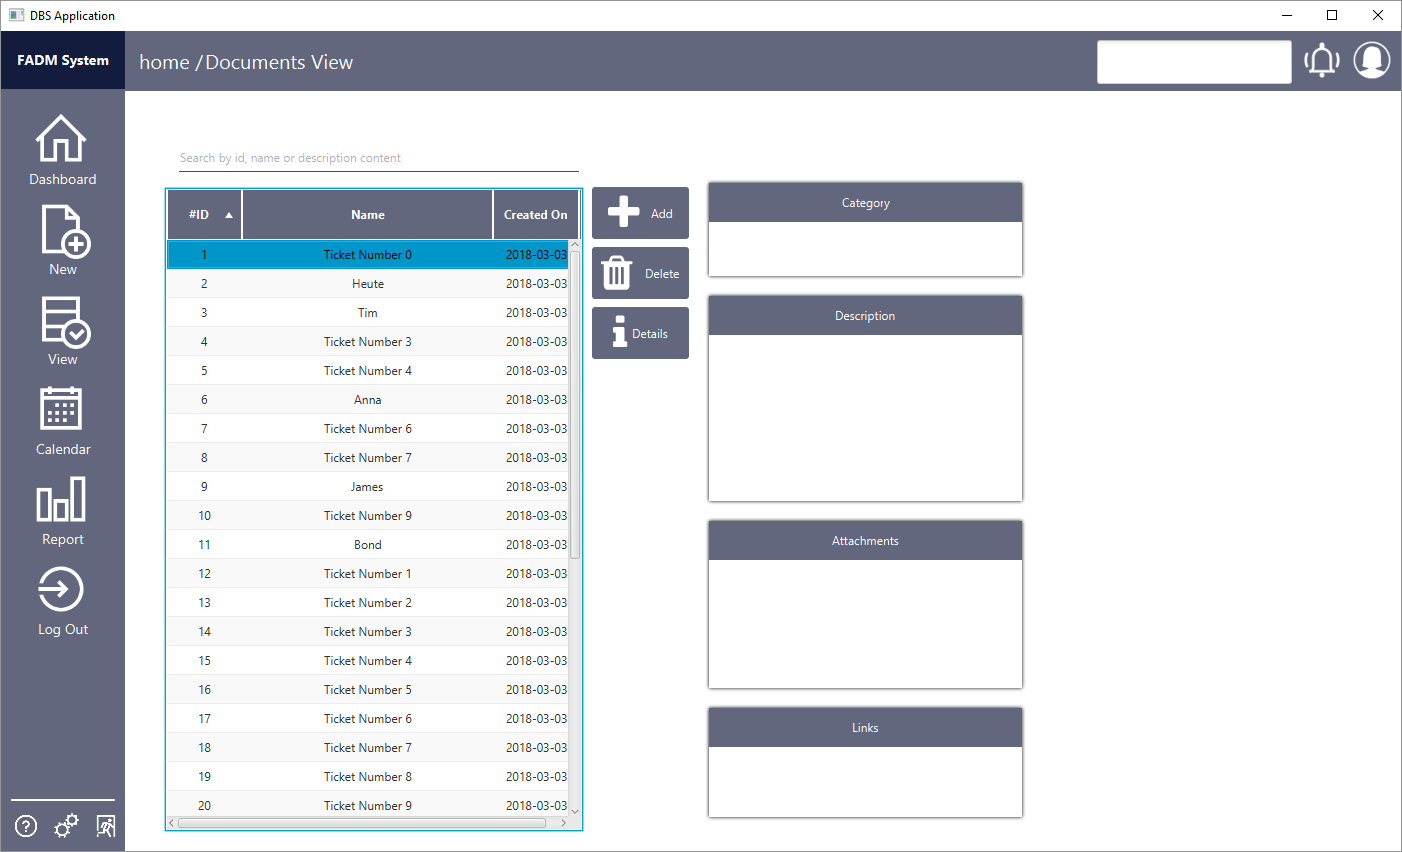 DBS Application
FADM System
home /Documents View
Dashboard
New
View
Calendar
Report
Log Out
Search by id, name or description content
#ID Name Created On
1 Ticket Number 0 2018-03-03
2 Heute 2018-03-03
3 Tim 2018-03-03
4 Ticket Number 3 2018-03-03
5 Ticket Number 4 2018-03-03
6 Anna 2018-03-03
7 Ticket Number 6 2018-03-03
8 Ticket Number 7 2018-03-03
9 James 2018-03-03
10 Ticket Number 9 2018-03-03
11 Bond 2018-03-03
12 Ticket Number 1 2018-03-03
13 Ticket Number 2 2018-03-03
14 Ticket Number 3 2018-03-03
15 Ticket Number 4 2018-03-03
16 Ticket Number 5 2018-03-03
17 Ticket Number 6 2018-03-03
18 Ticket Number 7 2018-03-03
19 Ticket Number 8 2018-03-03
20 Ticket Number 9 2018-03-03
Add
Delete
Details
Category
Description
Attachments
Links